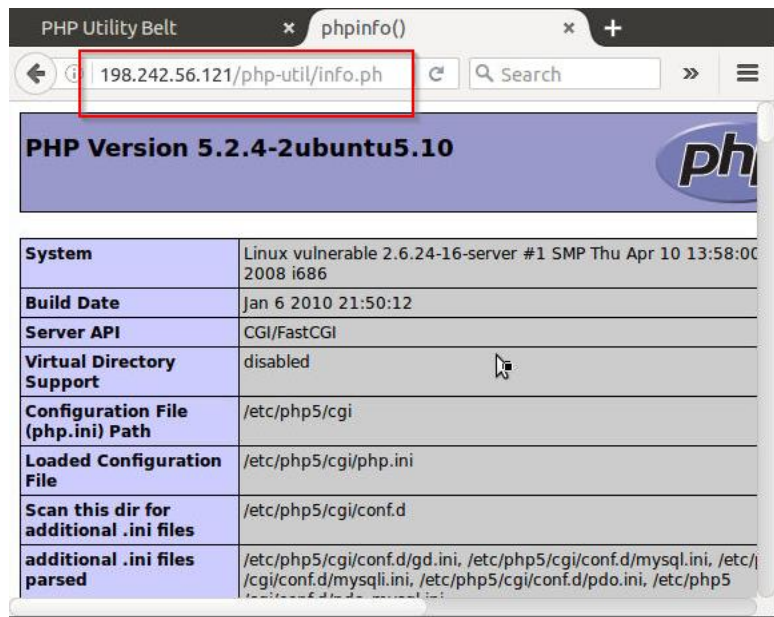 PHP Utility Belt
phpinfo()
198.242.56.121/php-util/info.ph
Search
PHP Version 5.2.4-2ubuntu5.10
php
System
Linux vulnerable 2.6.24-16-server #1 SMP Thu Apr 10 13:58:00
2008 i686
Build Date
Jan 6 2010 21:50:12
Server API
CGI/FastCGI
Virtual Directory
Support
disabled
Configuration File
(php.ini) Path
/etc/php5/cgi
Loaded Configuration
File
/etc/php5/cgi/php.ini
Scan this dir for
additional .ini files
/etc/php5/cgi/conf.d
additional .ini files
parsed
/etc/php5/cgi/conf.d/gd.ini, /etc/php5/cgi/conf.d/mysql.ini, /etc/
/cgi/conf.d/mysqli.ini, /etc/php5/cgi/conf.d/pdo.ini, /etc/php5